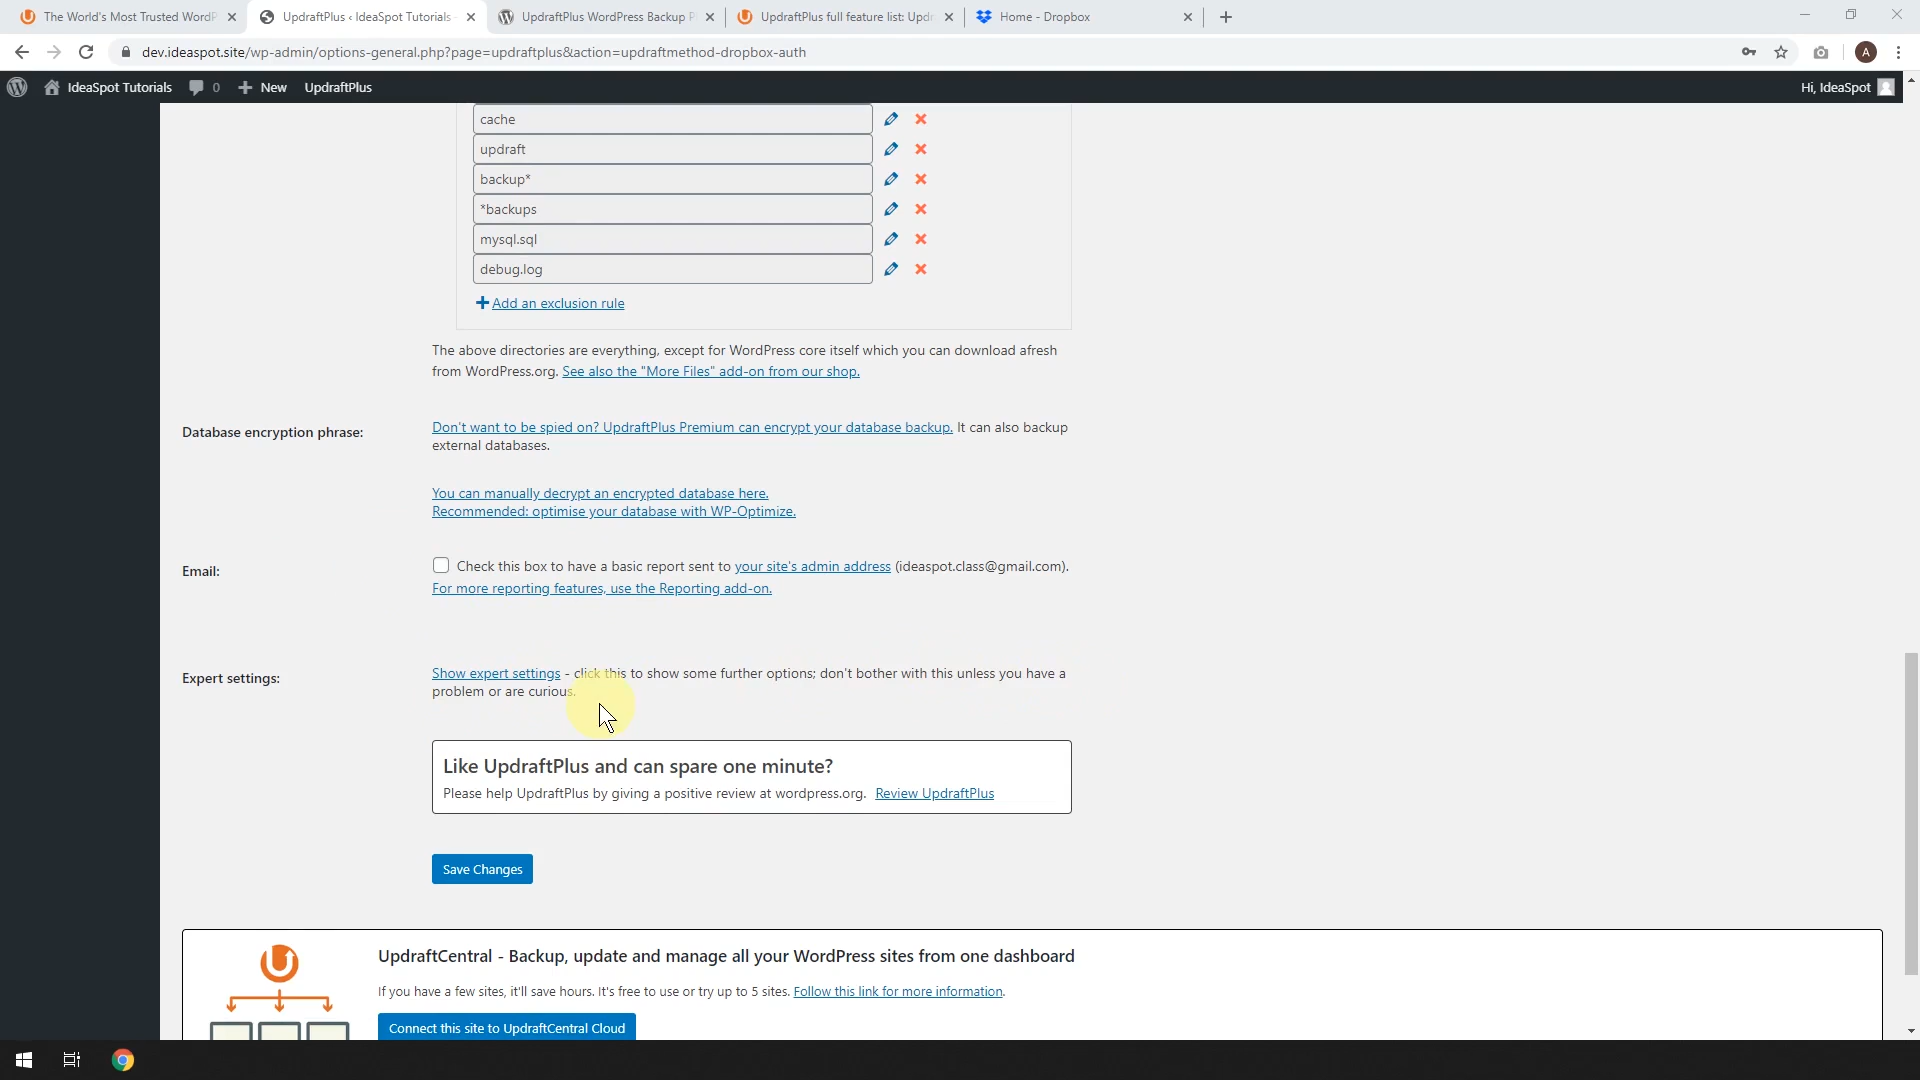 The World's Most Trusted WordP
UpdraftPlus ‹ IdeaSpot Tutorials
UpdraftPlus WordPress Backup P
UpdraftPlus full feature list: Updr
Home - Dropbox
dev.ideaspot.site/wp-admin/options-general.php?page=updraftplus&action=updraftmethod-dropbox-auth
A
IdeaSpot Tutorials
0
New
UpdraftPlus
Hi, IdeaSpot
cache
updraft
backup*
*backups
mysql.sql
debug.log
Add an exclusion rule
The above directories are everything, except for WordPress core itself which you can download afresh
from WordPress.org. See also the "More Files" add-on from our shop.
Database encryption phrase:
Don't want to be spied on? UpdraftPlus Premium can encrypt your database backup. It can also backup
external databases.
You can manually decrypt an encrypted database here.
Recommended: optimise your database with WP-Optimize.
Email:
Check this box to have a basic report sent to your site's admin address (ideaspot.class@gmail.com).
For more reporting features, use the Reporting add-on.
Expert settings:
Show expert settings - click this to show some further options; don't bother with this unless you have a
problem or are curious.
Like UpdraftPlus and can spare one minute?
Please help UpdraftPlus by giving a positive review at wordpress.org. Review UpdraftPlus
Save Changes
UpdraftCentral - Backup, update and manage all your WordPress sites from one dashboard
If you have a few sites, it'll save hours. It's free to use or try up to 5 sites. Follow this link for more information.
Connect this site to UpdraftCentral Cloud